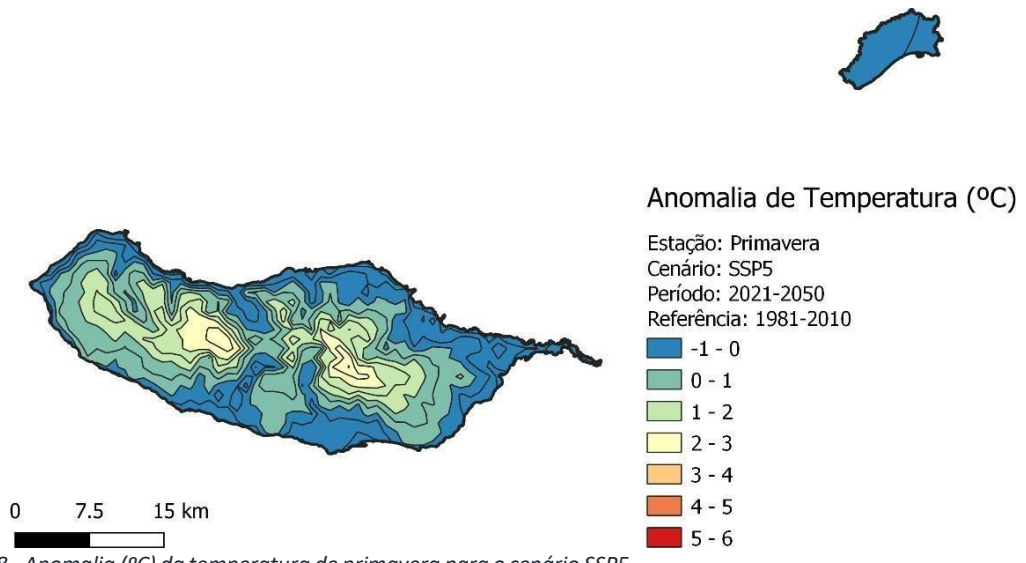 Anomalia de Temperatura (ºC)
Estação: Primavera
Cenário: SSP5
Período: 2021-2050
Referência: 1981-2010
-1 - 0
0 - 1
1 - 2
2 - 3
3 - 4
4 - 5
5 - 6
0 7.5 15 km
Anomalia (ºC) da temperatura de primavera para o cenário SSP5